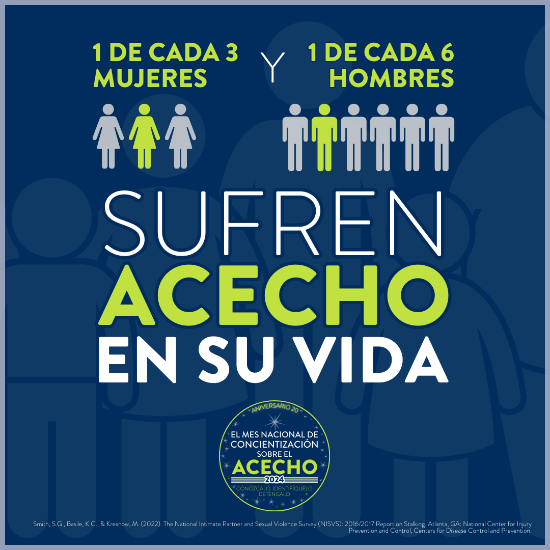 1 DE CADA 3
MUJERES
Y
1 DE CADA 6
HOMBRES
SUFREN
ACECHO
EN SU VIDA
ANIVERSARIO 20
EL MES NACIONAL DE
CONCIENTIZACIÓN
SOBRE EL
ACECHO
2024
CONÓZCALO. IDENTIFÍQUELO.
DETÉNGALO.
Smith, S.G., Basile, K.C., & Kresnow, M. (2022). The National Intimate Partner and Sexual Violence Survey (NISVS): 2016/2017 Report on Stalking. Atlanta, GA: National Center for Injury
Prevention and Control, Centers for Disease Control and Prevention.